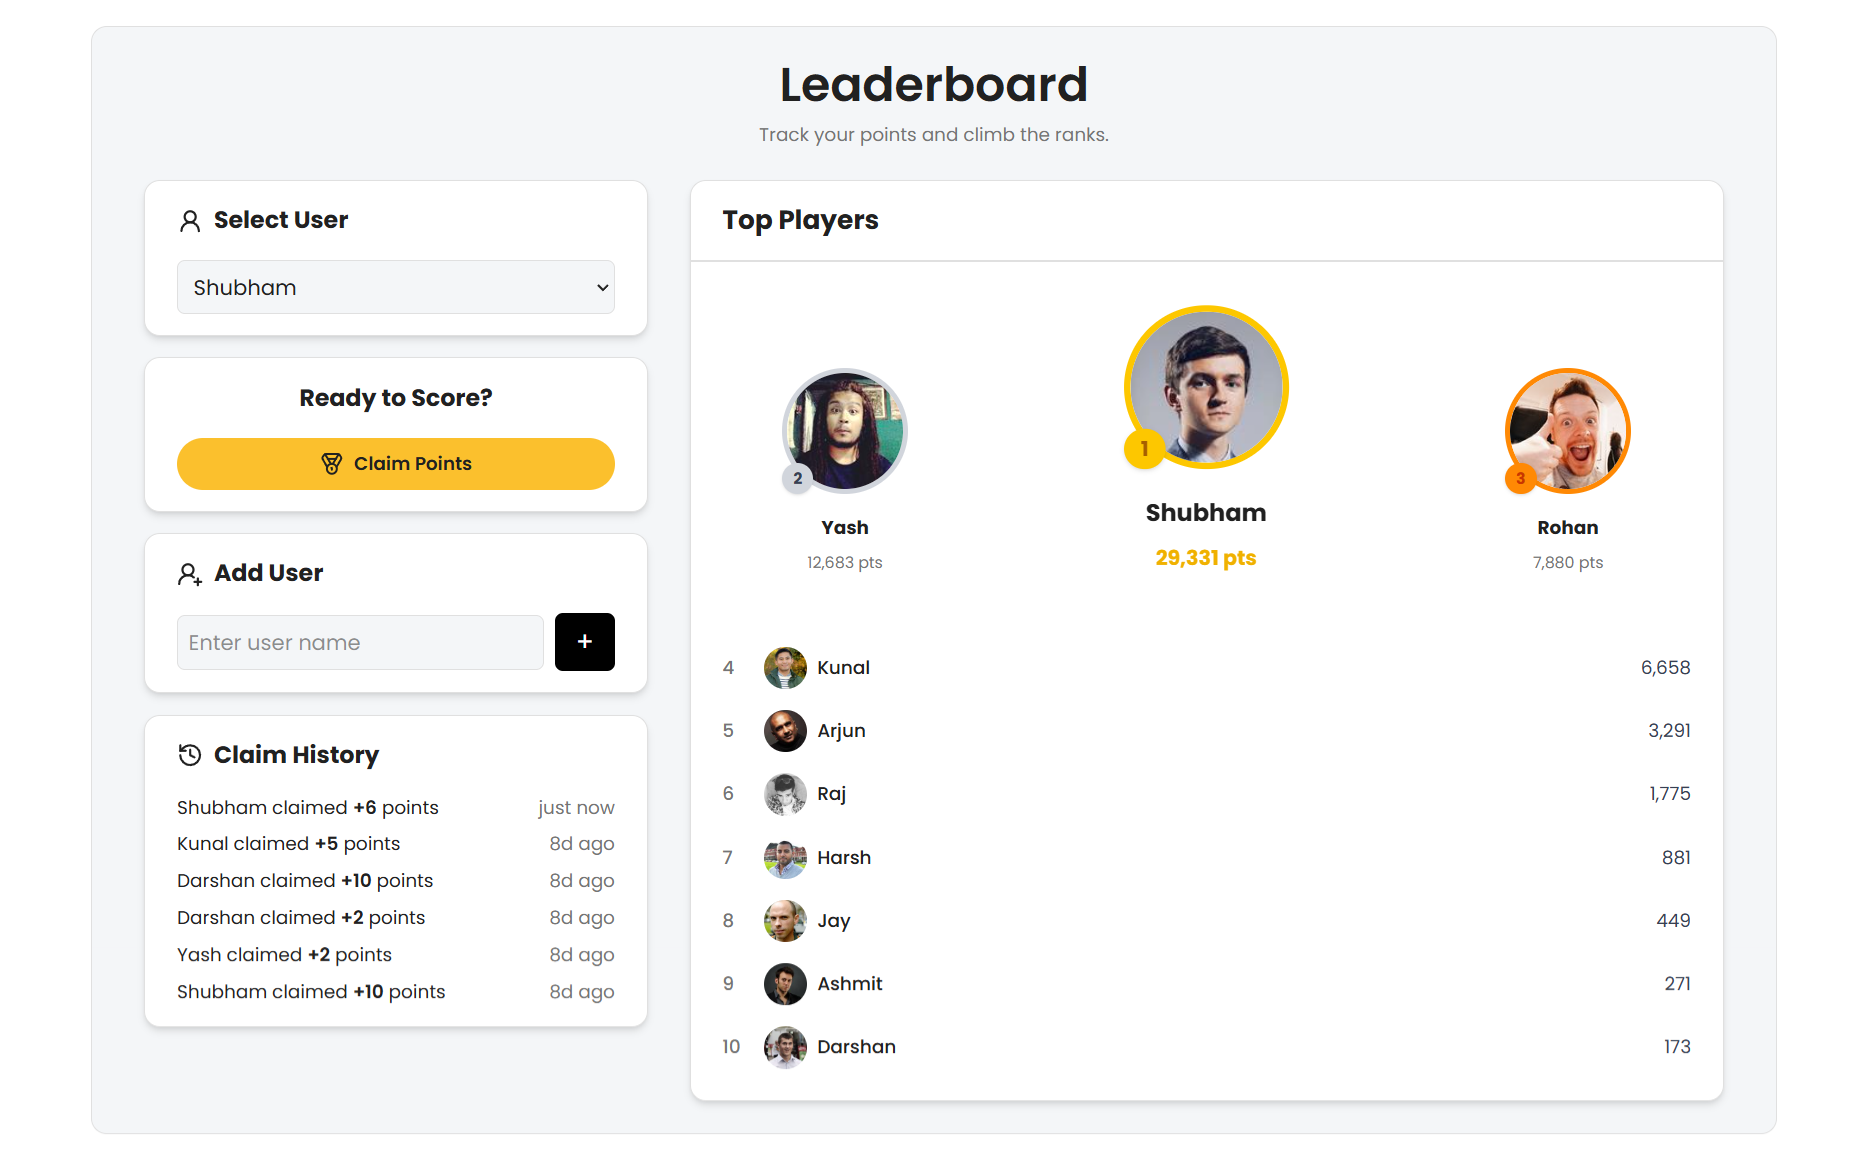 Leaderboard
Track your points and climb the ranks.
Select User
Shubham
Ready to Score?
Claim Points
Add User
Enter user name
+
Claim History
Shubham claimed +6 points just now
Kunal claimed +5 points 8d ago
Darshan claimed +10 points 8d ago
Darshan claimed +2 points 8d ago
Yash claimed +2 points 8d ago
Shubham claimed +10 points 8d ago
Top Players
2
Yash
12,683 pts
1
Shubham
29,331 pts
3
Rohan
7,880 pts
4 Kunal 6,658
5 Arjun 3,291
6 Raj 1,775
7 Harsh 881
8 Jay 449
9 Ashmit 271
10 Darshan 173